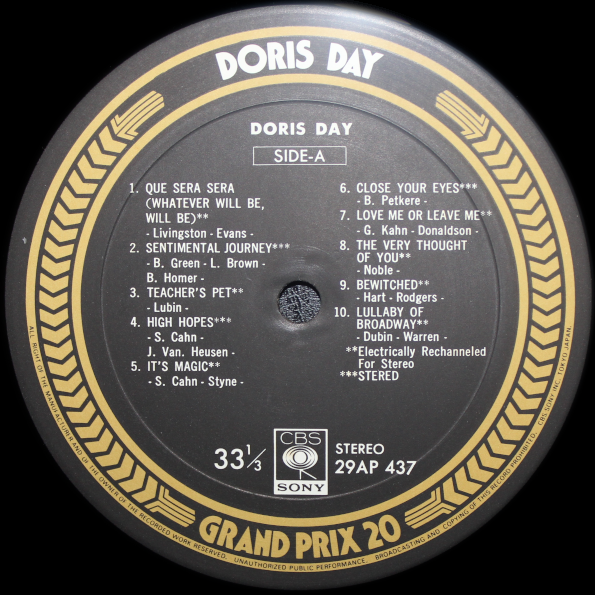 DORIS DAY
DORIS DAY
SIDE-A
1. QUE SERA SERA
(WHATEVER WILL BE,
WILL BE)**
- Livingston - Evans -
2. SENTIMENTAL JOURNEY***
- B. Green - L. Brown -
B. Homer -
3. TEACHER'S PET**
- Lubin -
4. HIGH HOPES***
- S. Cahn -
J. Van. Heusen -
5. IT'S MAGIC**
- S. Cahn - Styne -
6. CLOSE YOUR EYES***
- B. Petkere -
7. LOVE ME OR LEAVE ME**
- G. Kahn - Donaldson -
8. THE VERY THOUGHT
OF YOU**
- Noble -
9. BEWITCHED**
- Hart - Rodgers -
10. LULLABY OF
BROADWAY**
- Dubin - Warren -
**Electrically Rechanneled
For Stereo
***STERED
33 1/3
CBS
SONY
STEREO
29AP 437
GRAND PRIX 20
ALL RIGHT OF THE MANUFACTURER AND OF THE OWNER OF THE RECORDED WORK RESERVED. UNAUTHORIZED PUBLIC PERFORMANCE. BROADCASTING AND COPYING OF THIS RECORD PROHIBITED. CBS.SONY INC. TOKYO JAPAN.